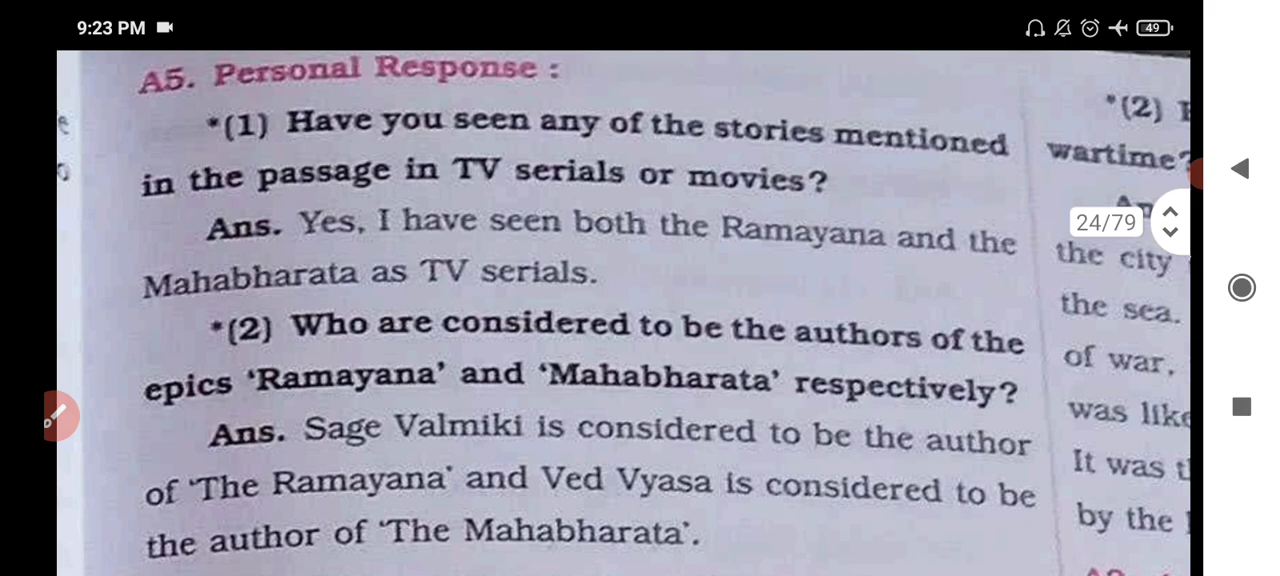 9:23 PM
49
A5. Personal Response :
*(1) Have you seen any of the stories mentioned
in the passage in TV serials or movies?
Ans. Yes, I have seen both the Ramayana and the
Mahabharata as TV serials.
*(2) Who are considered to be the authors of the
epics ‘Ramayana’ and ‘Mahabharata’ respectively?
Ans. Sage Valmiki is considered to be the author
of ‘The Ramayana’ and Ved Vyasa is considered to be
the author of ‘The Mahabharata’.
*(2)
wartime?
24/79
the city
the sea.
of war,
was like
It was
by the